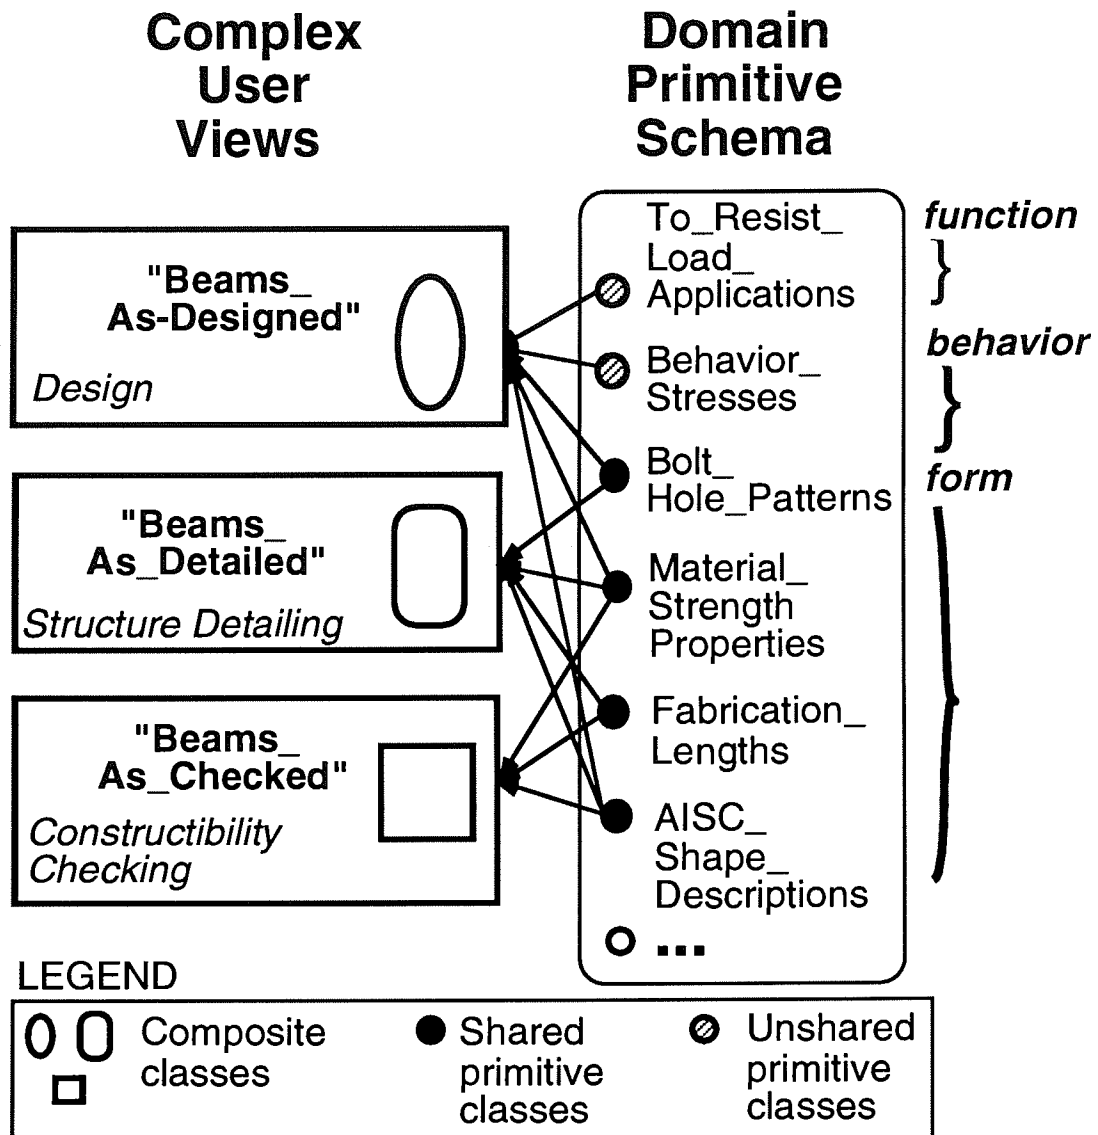 Complex
User
Views
Domain
Primitive
Schema
"Beams_
As-Designed"
Design
"Beams_
As_Detailed"
Structure Detailing
"Beams_
As_Checked"
Constructibility
Checking
To_Resist_
Load_
Applications
Behavior_
Stresses
Bolt_
Hole_Patterns
Material_
Strength
Properties
Fabrication_
Lengths
AISC_
Shape_
Descriptions
...
function
behavior
form
LEGEND
Composite
classes
Shared
primitive
classes
Unshared
primitive
classes